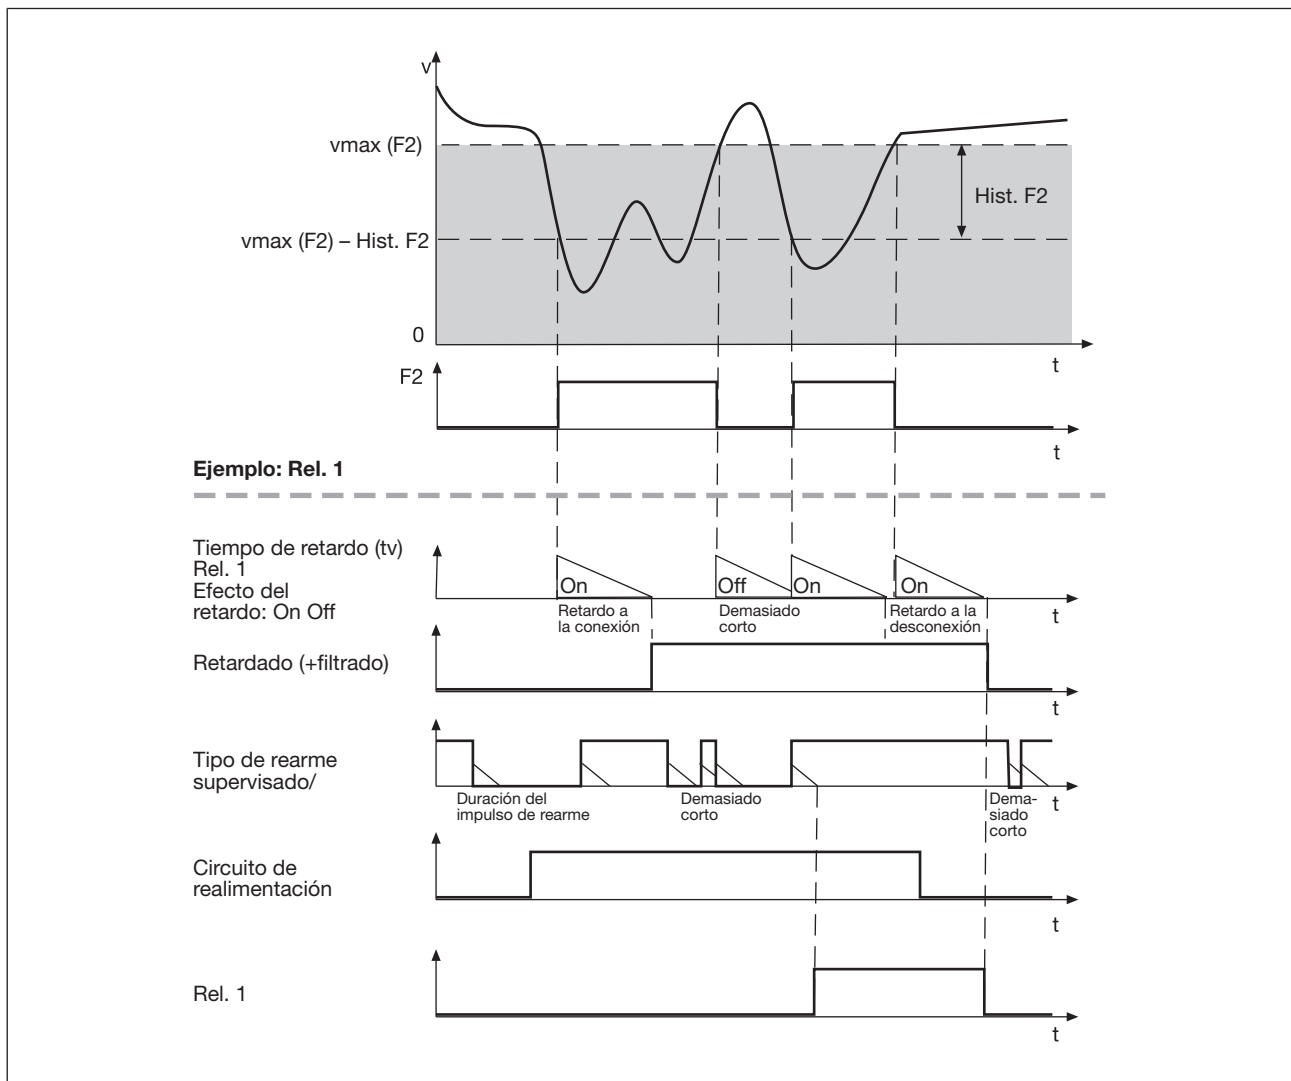 v
vmax (F2)
Hist. F2
vmax (F2) – Hist. F2
0
t
F2
t
Ejemplo: Rel. 1
Tiempo de retardo (tv)
Rel. 1
Efecto del
retardo: On Off
On
Off
On
On
t
Retardo a
la conexión
Demasiado
corto
Retardo a la
desconexión
Retardado (+filtrado)
t
Tipo de rearme
supervisado/
Duración del
impulso de rearme
Demasiado
corto
Dema-
siado
corto
t
Circuito de
realimentación
t
Rel. 1
t